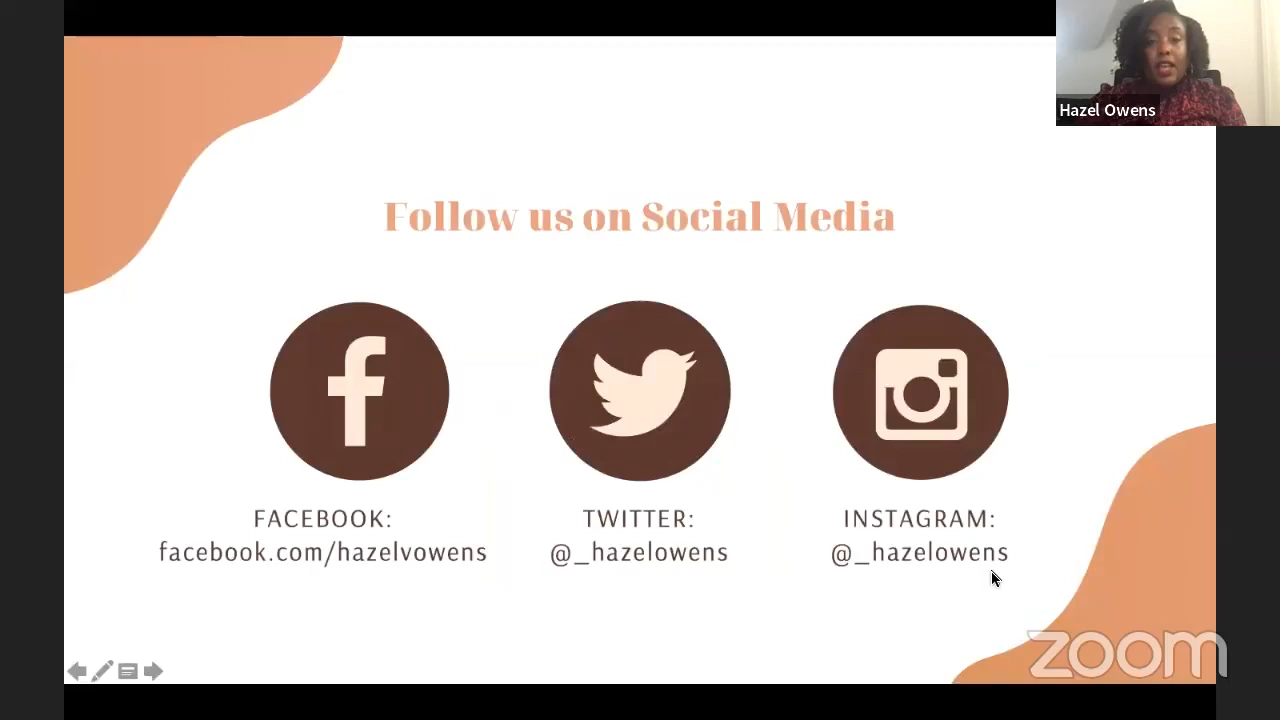 Hazel Owens
Follow us on Social Media
FACEBOOK:
facebook.com/hazelvowens
TWITTER:
@_hazelowens
INSTAGRAM:
@_hazelowens
zoom